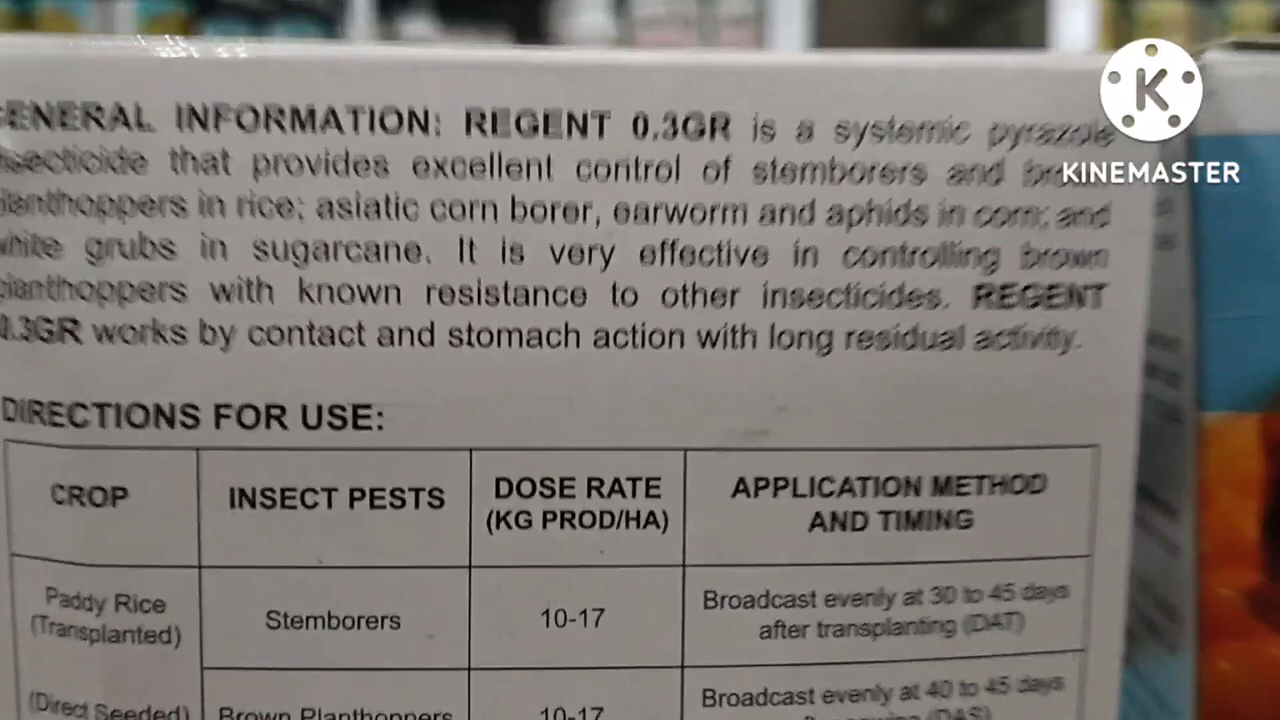 GENERAL INFORMATION: REGENT 0.3GR is a systemic pyrazole
insecticide that provides excellent control of stemborers and
planthoppers in rice; asiatic corn borer, earworm and aphids in corn; and
white grubs in sugarcane. It is very effective in controlling brown
planthoppers with known resistance to other insecticides. REGENT
0.3GR works by contact and stomach action with long residual activity.
K
KINEMASTER
DIRECTIONS FOR USE:
CROP
INSECT PESTS
DOSE RATE
(KG PROD/HA)
APPLICATION METHOD
AND TIMING
Paddy Rice
(Transplanted)
Stemborers
10-17
Broadcast evenly at 30 to 45 days
after transplanting (DAT)
(Direct Seeded)
Brown Planthoppers
10-17
Broadcast evenly at 40 to 45 days
(DAS)